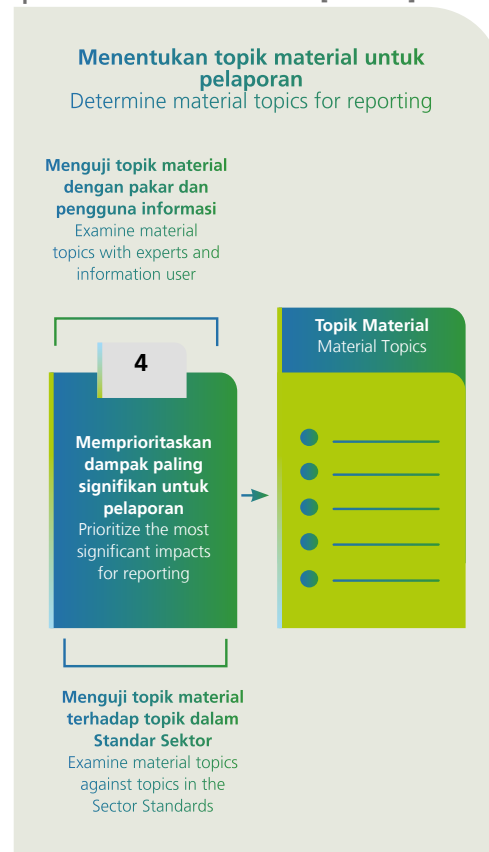 Menentukan topik material untuk
pelaporan
Determine material topics for reporting
Menguji topik material
dengan pakar dan
pengguna informasi
Examine material
topics with experts and
information user
4
Memprioritaskan
dampak paling
signifikan untuk
pelaporan
Prioritize the most
significant impacts
for reporting
Topik Material
Material Topics
Menguji topik material
terhadap topik dalam
Standar Sektor
Examine material topics
against topics in the
Sector Standards